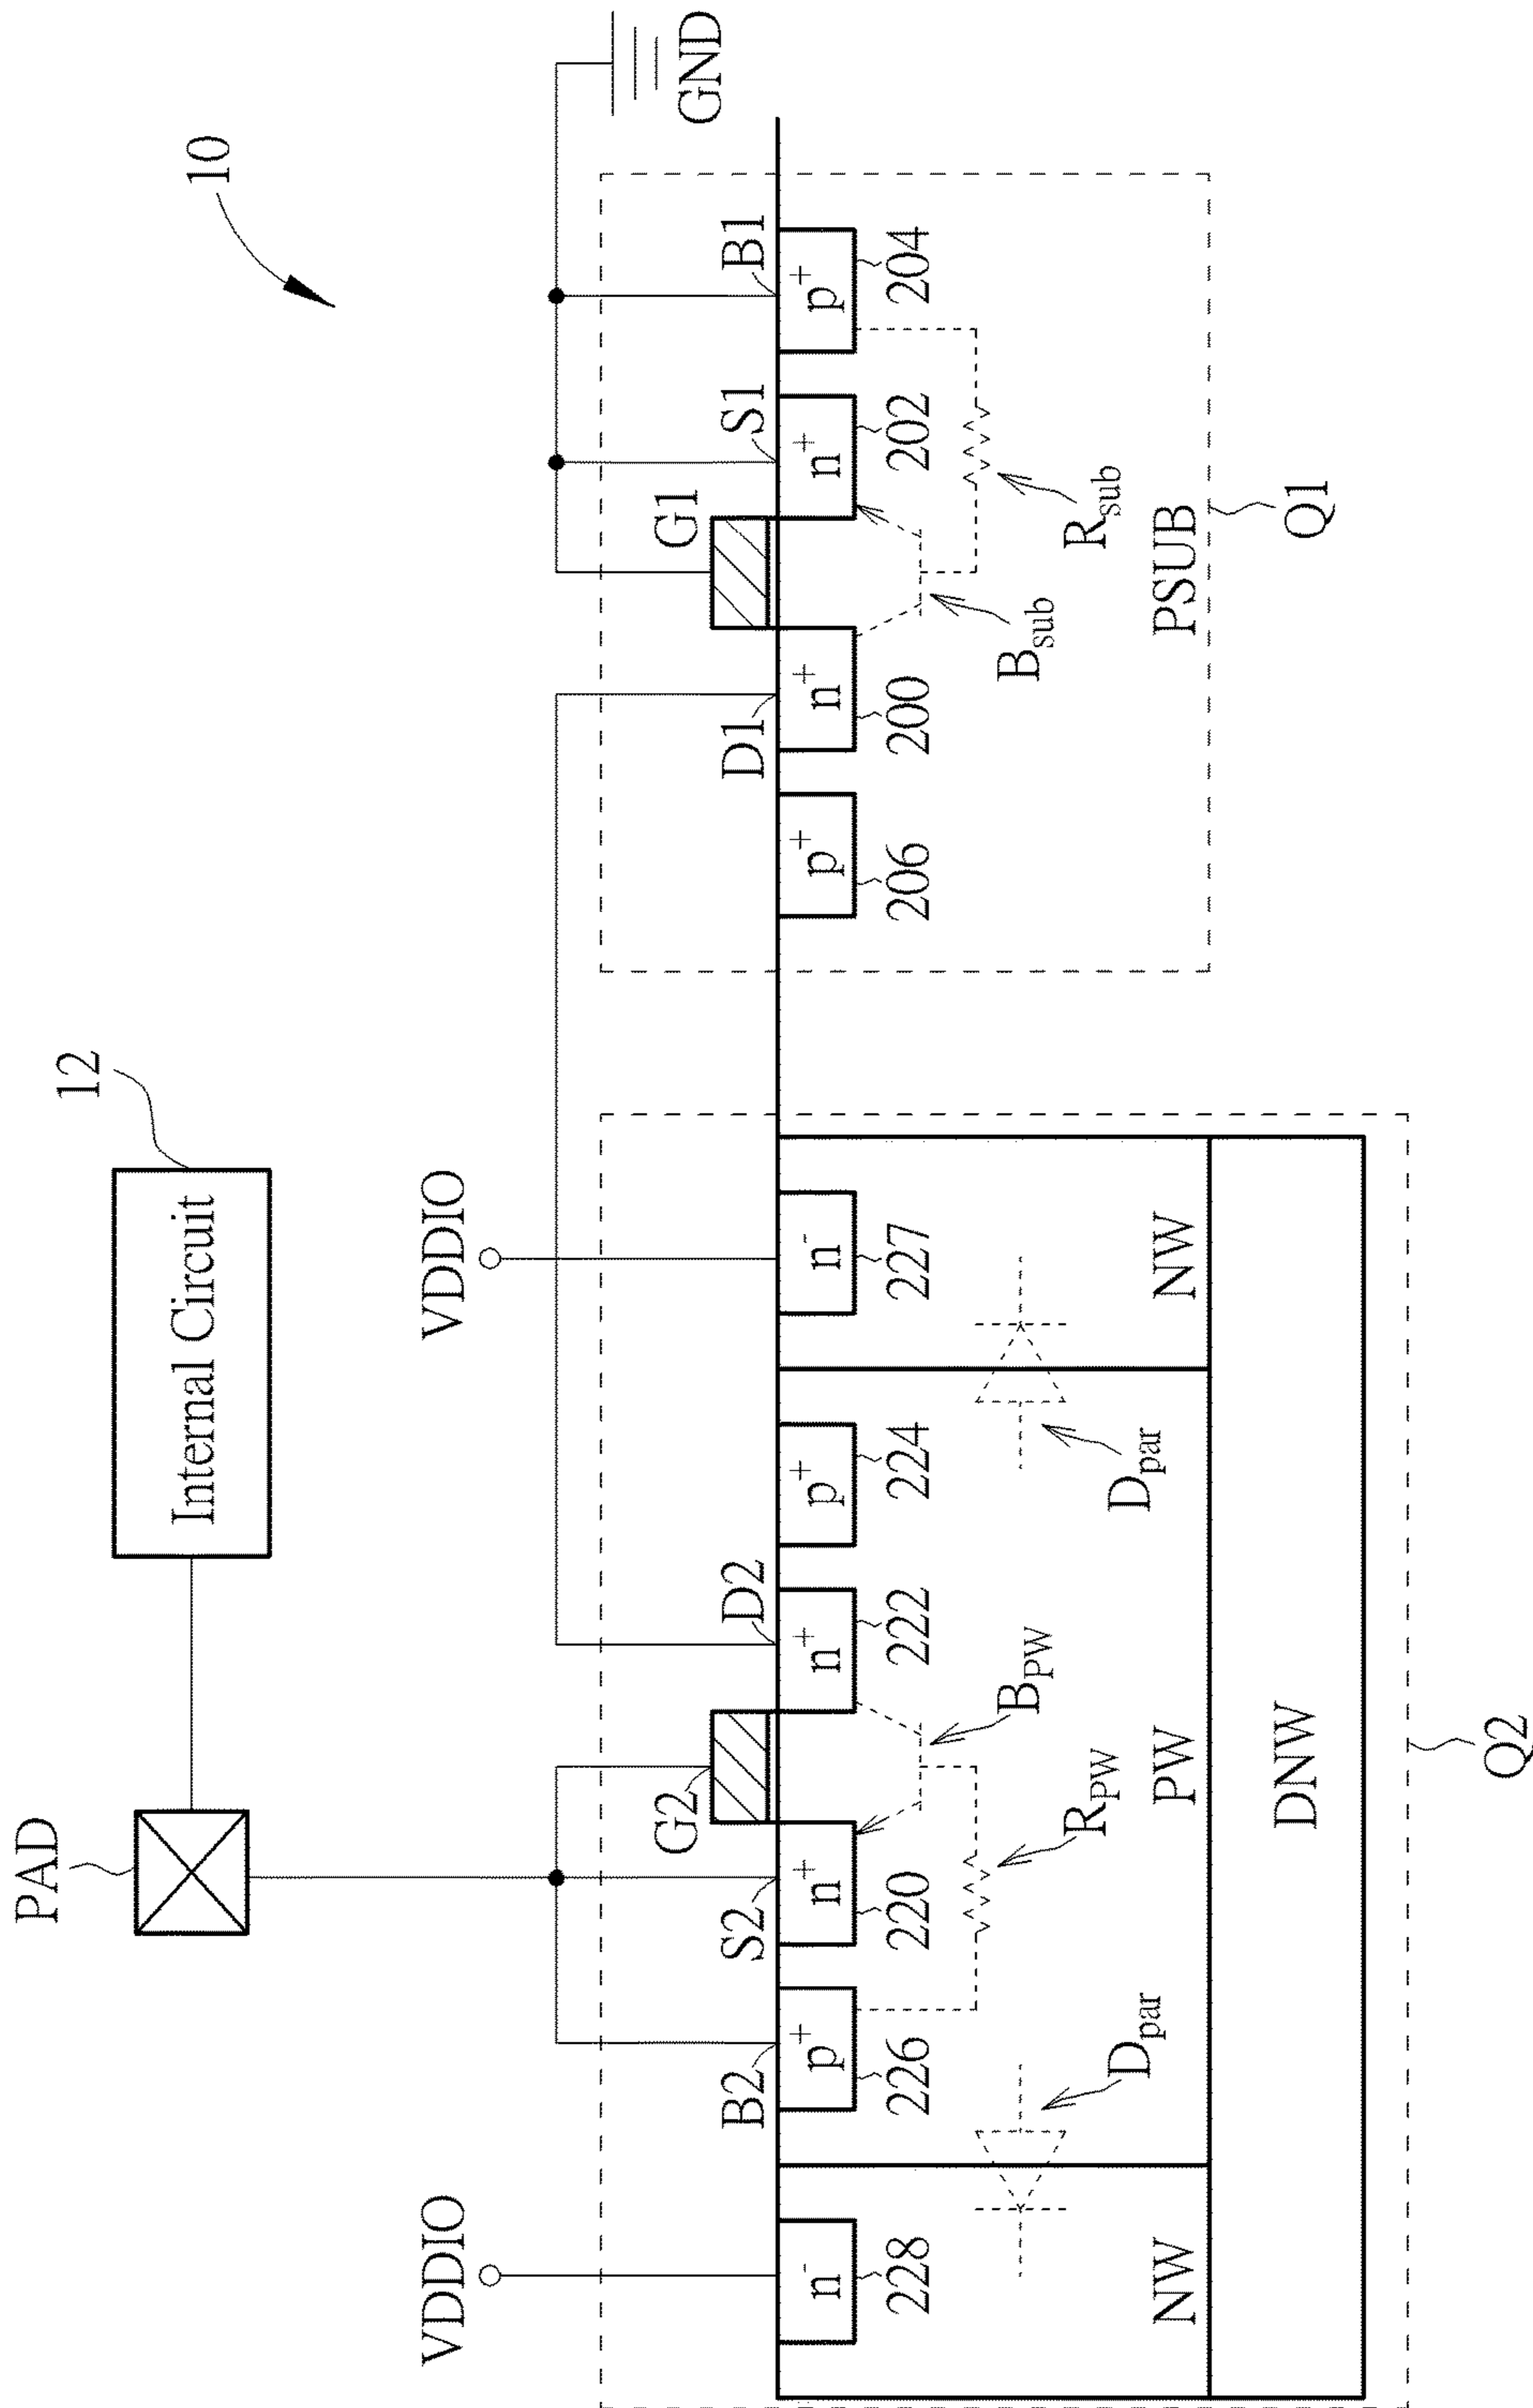 10
12
Internal Circuit
PAD
VDDIO
VDDIO
GND
B2
S2
G2
D2
D1
G1
S1
B1
n-
p+
n+
n+
p+
n-
p+
n+
n+
p+
228
226
220
222
224
227
206
200
202
204
Dpar
RPW
BPW
Dpar
Bsub
Rsub
NW
PW
NW
PSUB
DNW
Q2
Q1